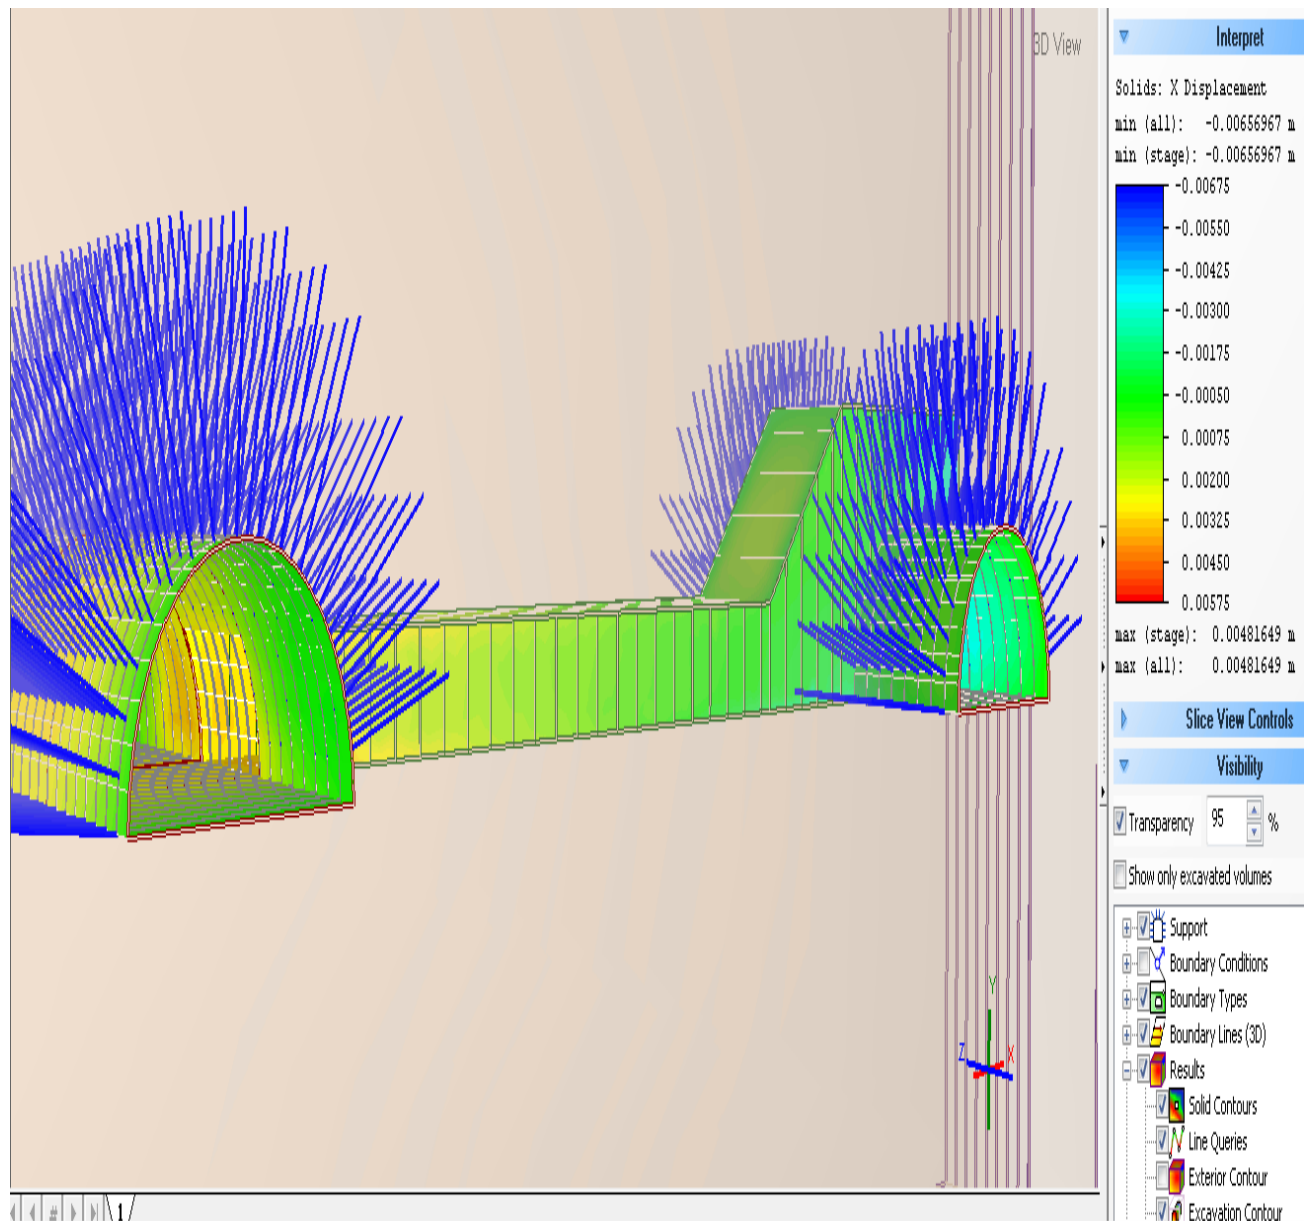 3D View
Interpret
Solids: X Displacement
min (all): -0.00656967 m
min (stage): -0.00656967 m
-0.00675
-0.00550
-0.00425
-0.00300
-0.00175
-0.00050
0.00075
0.00200
0.00325
0.00450
0.00575
max (stage): 0.00481649 m
max (all): 0.00481649 m
Slice View Controls
Visibility
Transparency 95 %
Show only excavated volumes
Support
Boundary Conditions
Boundary Types
Boundary Lines (3D)
Results
Solid Contours
Line Queries
Exterior Contour
Excavation Contour
Y
Z X
# 1